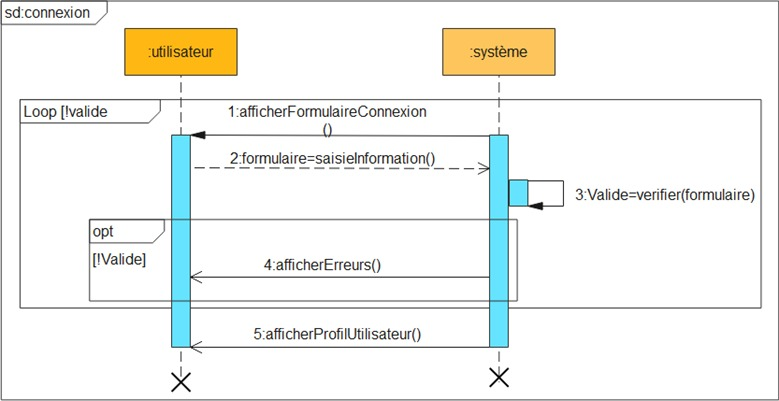 sd:connexion
:utilisateur
:système
Loop [!valide
1:afficherFormulaireConnexion
()
2:formulaire=saisieInformation()
3:Valide=verifier(formulaire)
opt
[!Valide]
4:afficherErreurs()
5:afficherProfilUtilisateur()